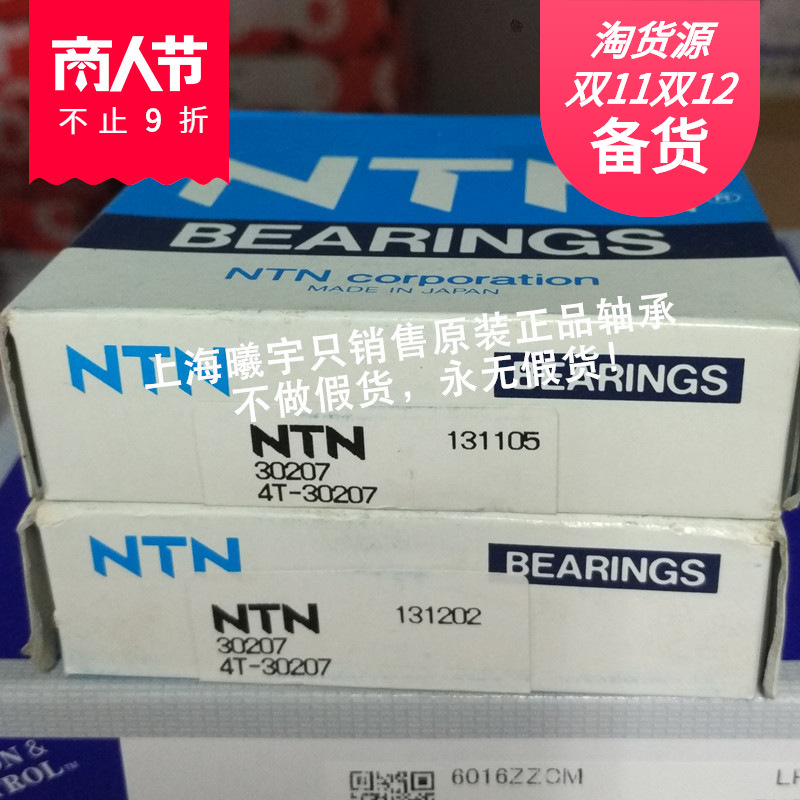 商人节
不止9折
淘货源
双11双12
备货
NTN
®
BEARINGS
NTN corporation
MADE IN JAPAN
上海曦宇只销售原装正品轴承
不做假货，永无假货！
NTN
BEARINGS
NTN
131105
30207
4T-30207
NTN
BEARINGS
NTN
131202
30207
4T-30207
ON &
TROL™
6016ZZCM